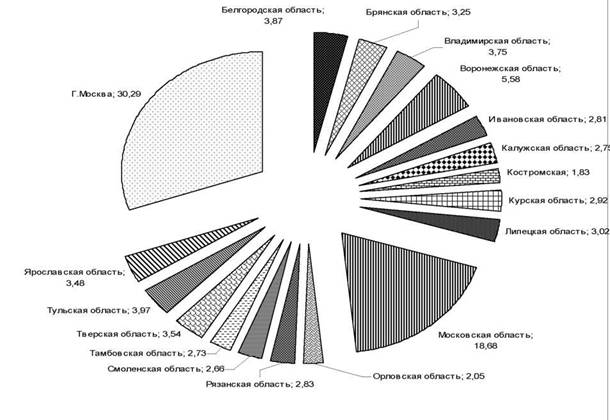 Белгородская область;
3,87
Брянская область; 3,25
Владимирская область;
3,75
Воронежская область;
5,58
Ивановская область; 2,81
Калужская область; 2,75
Костромская; 1,83
Курская область; 2,92
Липецкая область; 3,02
Московская область;
18,68
Орловская область; 2,05
Рязанская область; 2,83
Смоленская область; 2,66
Тамбовская область; 2,73
Тверская область; 3,54
Тульская область; 3,97
Ярославская область;
3,48
Г.Москва; 30,29